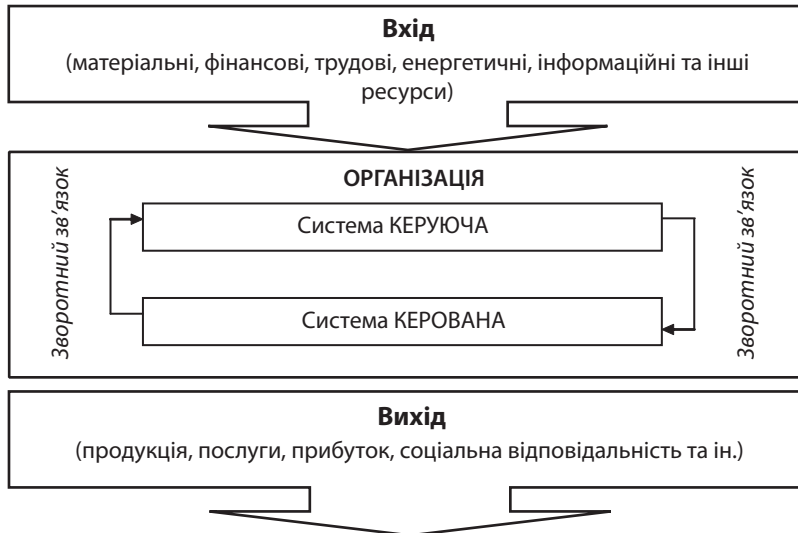 Вхід
(матеріальні, фінансові, трудові, енергетичні, інформаційні та інші
ресурси)
ОРГАНІЗАЦІЯ
Зворотний зв’язок
Система КЕРУЮЧА
Система КЕРОВАНА
Зворотний зв’язок
Вихід
(продукція, послуги, прибуток, соціальна відповідальність та ін.)